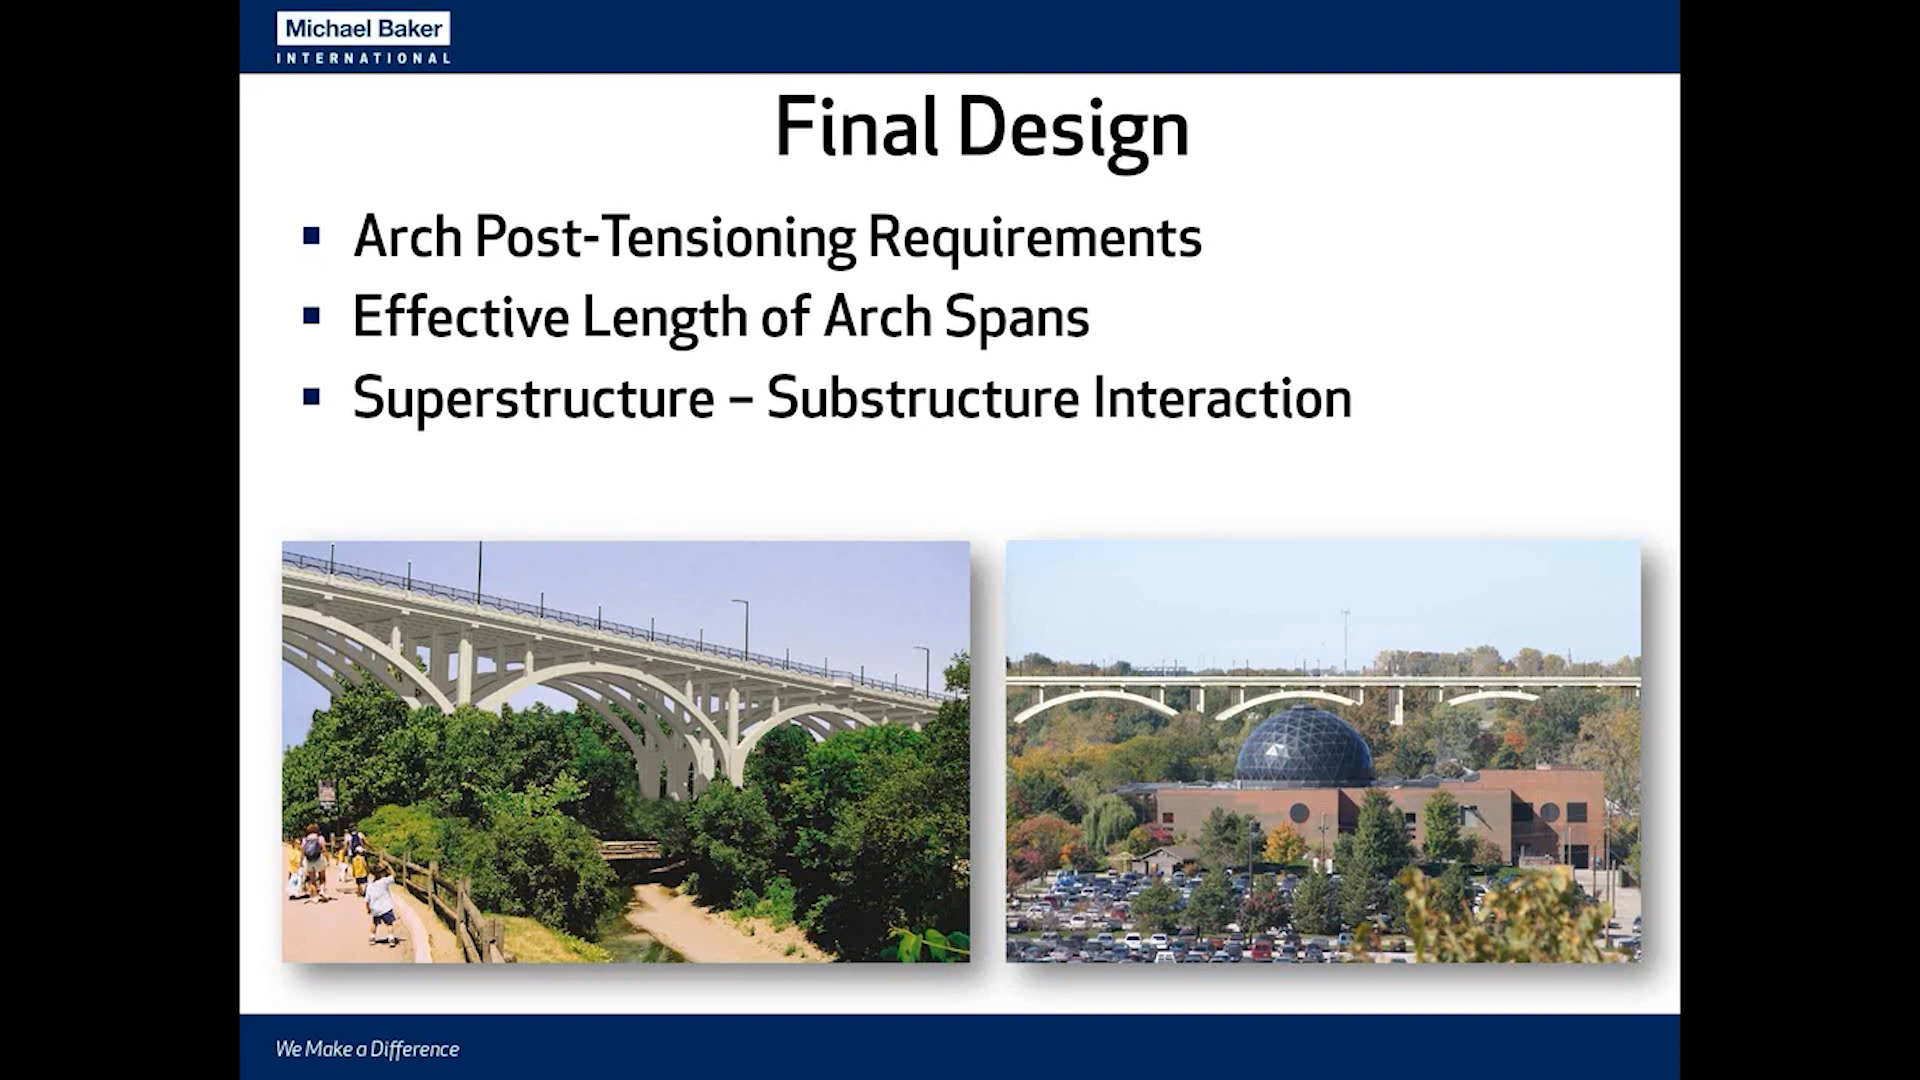 Michael Baker
INTERNATIONAL
Final Design
Arch Post-Tensioning Requirements
Effective Length of Arch Spans
Superstructure – Substructure Interaction
We Make a Difference